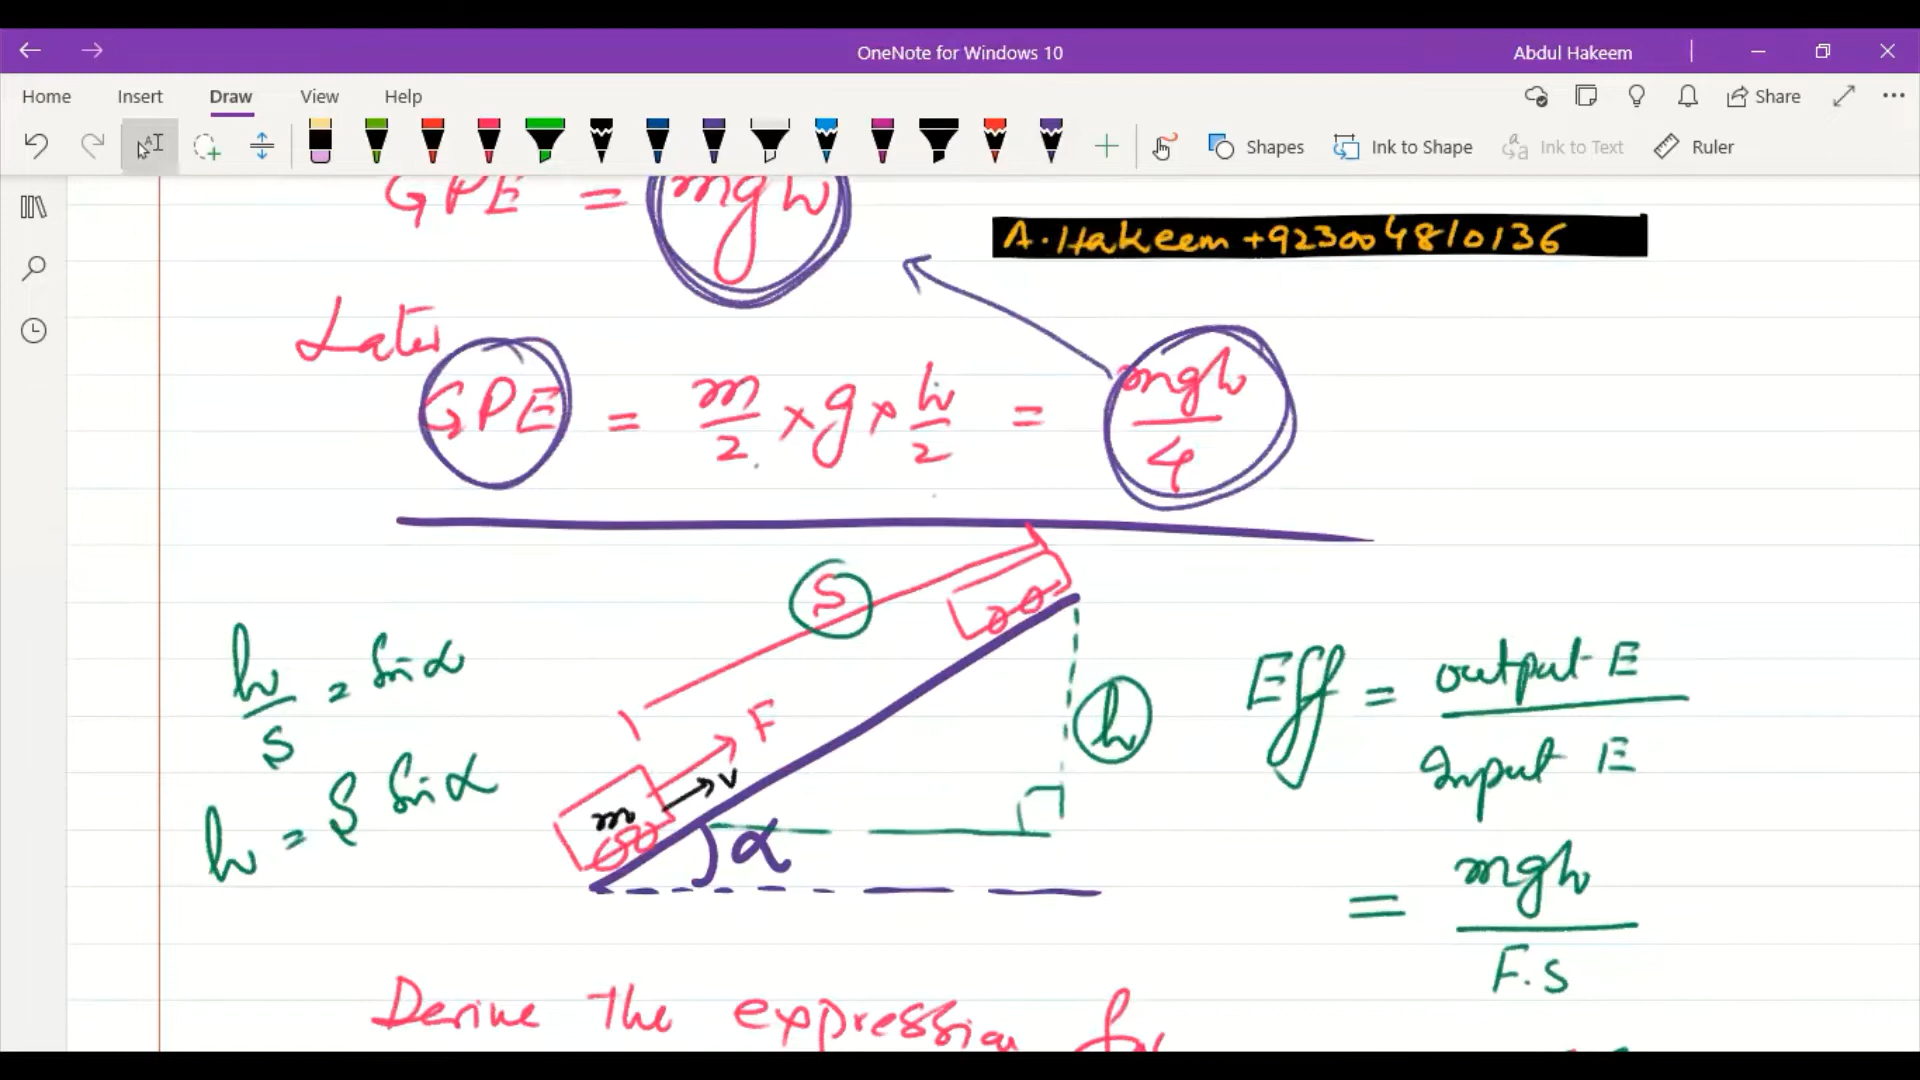 OneNote for Windows 10
Abdul Hakeem
Home Insert Draw View Help
Share
Shapes Ink to Shape Ink to Text Ruler
GPE = mgh
A.Hakeem +923004810136
Later
GPE = m/2 × g × h/2 = mgh/4
S
h/S = Sin α
h = S Sin α
F
v
m
α
h
Eff = output E / Input E
= mgh / F.S
Derive the expression for